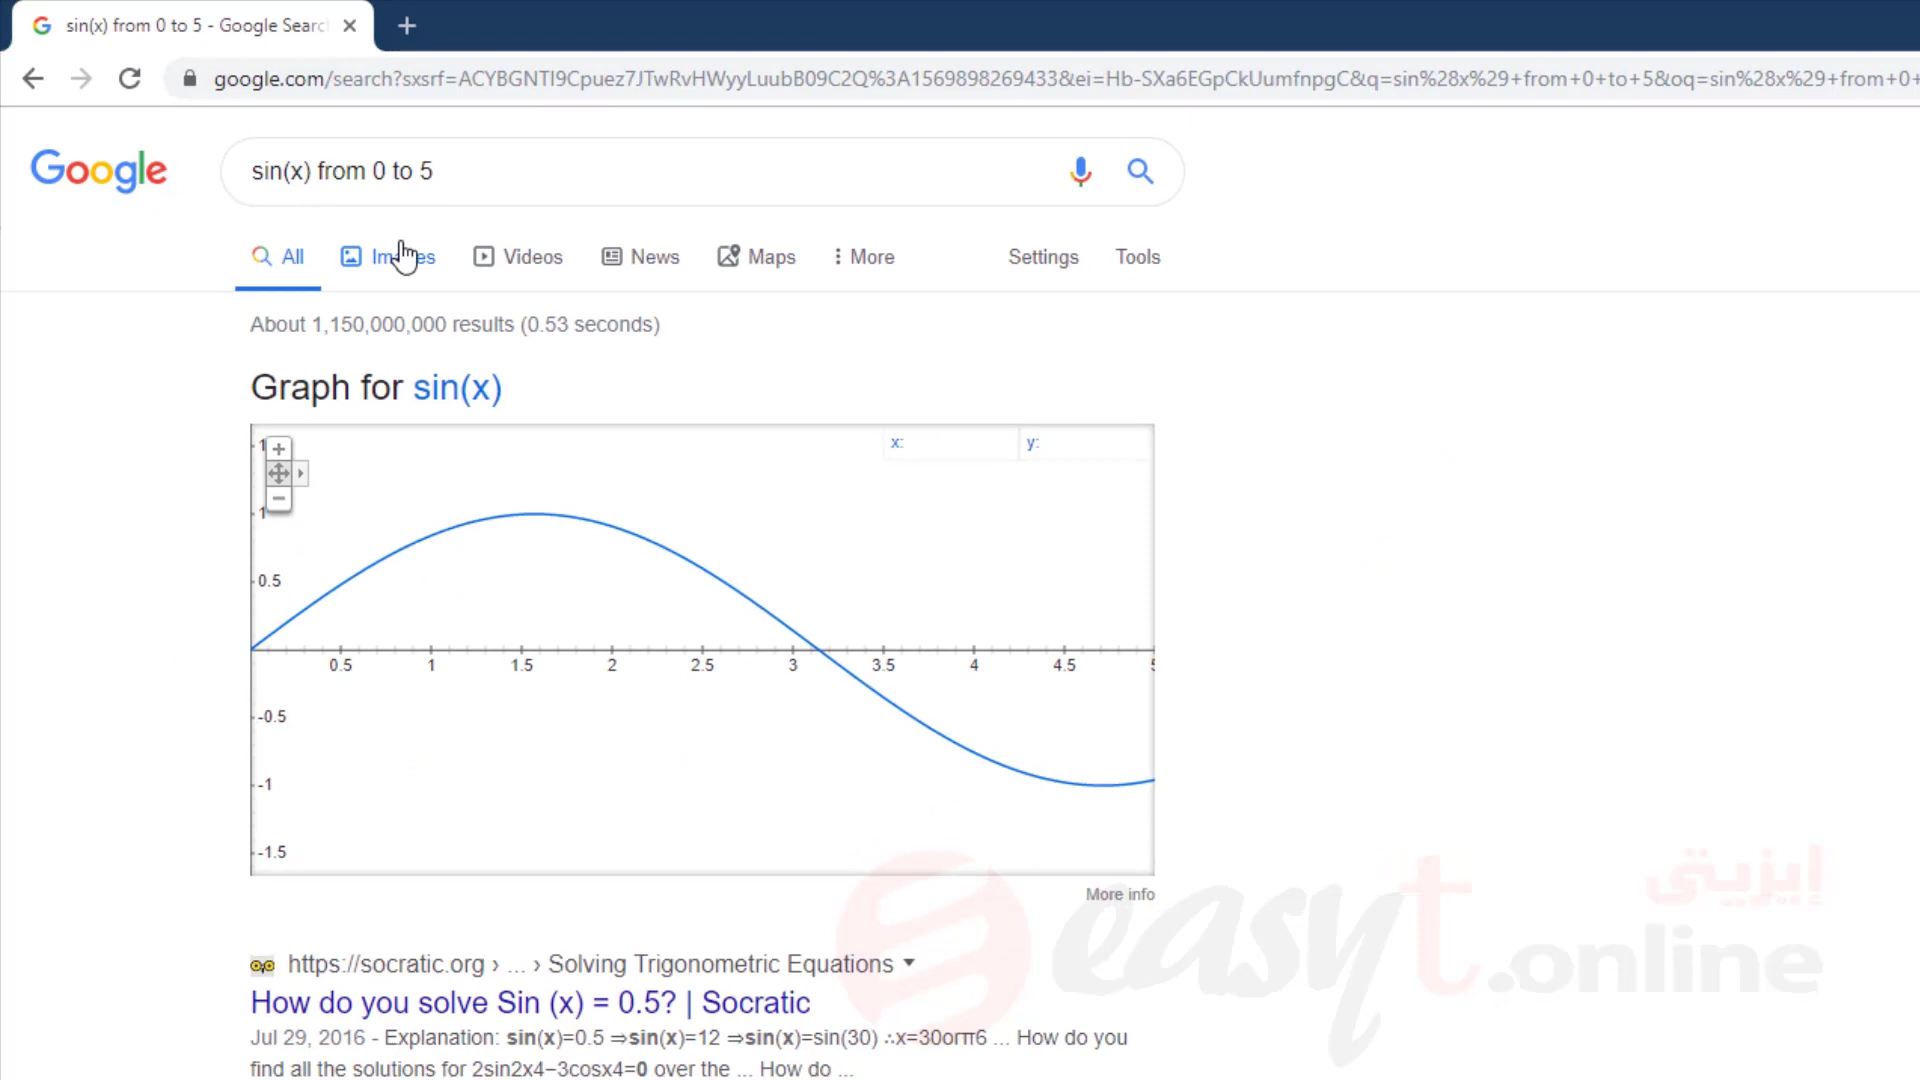 sin(x) from 0 to 5 - Google Searc
google.com/search?sxsrf=ACYBGNTI9Cpuez7JTwRvHWyyLuubB09C2Q%3A1569898269433&ei=Hb-SXa6EGpCkUumfnpgC&q=sin%28x%29+from+0+to+5&oq=sin%28x%29+from+0+
Google
sin(x) from 0 to 5
All Images Videos News Maps More Settings Tools
About 1,150,000,000 results (0.53 seconds)
Graph for sin(x)
x: y:
1
0.5
0.5 1 1.5 2 2.5 3 3.5 4 4.5 5
-0.5
-1
-1.5
More info
إيزيتي
easyt.online
https://socratic.org › ... › Solving Trigonometric Equations
How do you solve Sin (x) = 0.5? | Socratic
Jul 29, 2016 - Explanation: sin(x)=0.5 ⇒sin(x)=12 ⇒sin(x)=sin(30) ∴x=30orπ6 ... How do you
find all the solutions for 2sin2x4−3cosx4=0 over the ... How do ...